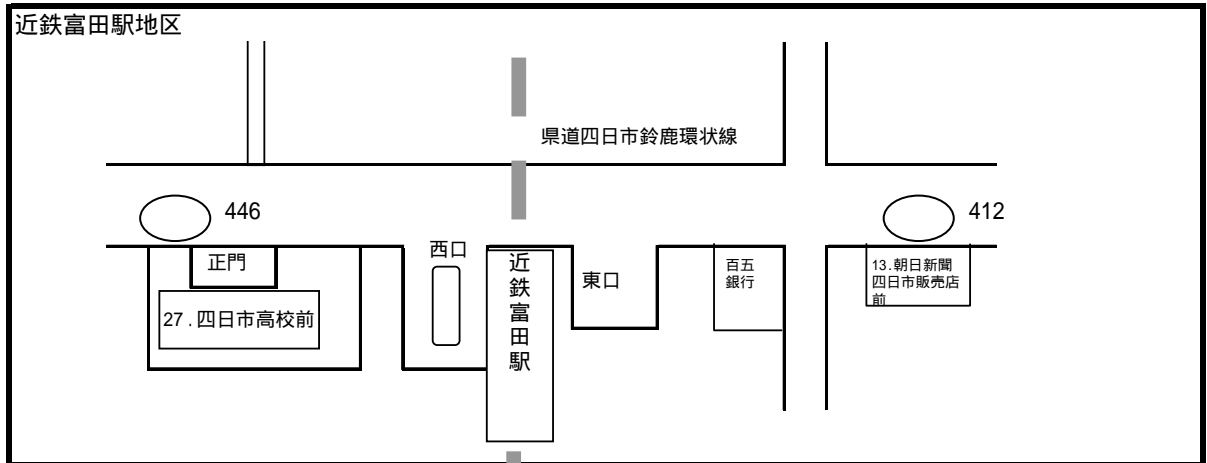 近鉄富田駅地区
県道四日市鈴鹿環状線
446
412
正門
27.四日市高校前
西口
近鉄富田駅
東口
百五
銀行
13.朝日新聞
四日市販売店
前